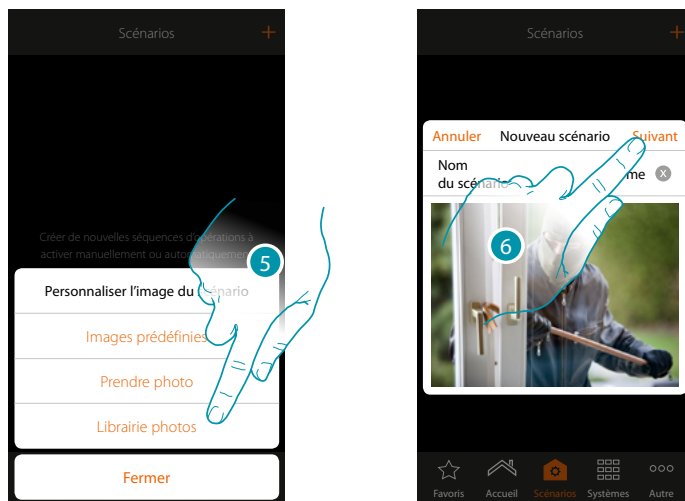 Scénarios +
Créer de nouvelles séquences d'opérations à
activer manuellement ou automatiquement
5
Personnaliser l'image du scénario
Images prédéfinies
Prendre photo
Librairie photos
Fermer
Scénarios +
Annuler Nouveau scénario Suivant
Nom
du scénario
me X
6
Favoris Accueil Scénarios Systèmes Autre